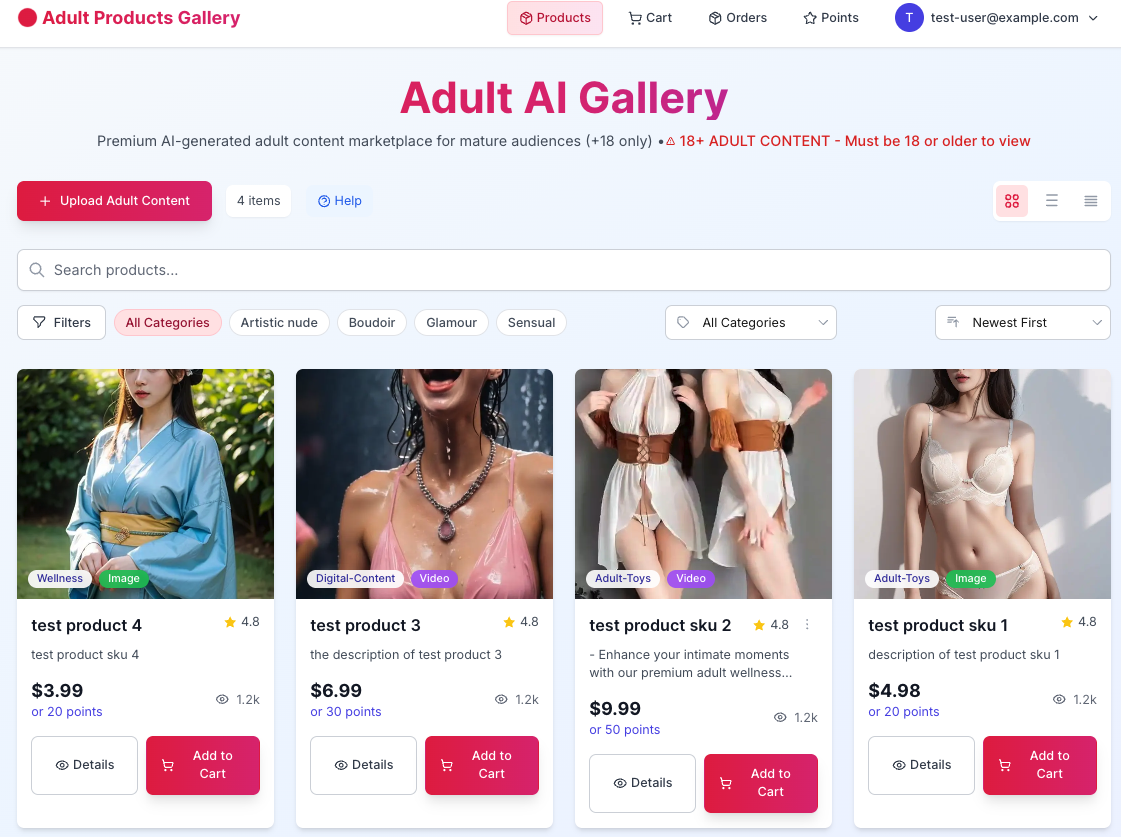 Adult Products Gallery
Products
Cart
Orders
Points
T
test-user@example.com
Adult AI Gallery
Premium AI-generated adult content marketplace for mature audiences (+18 only) • 18+ ADULT CONTENT - Must be 18 or older to view
+ Upload Adult Content
4 items
Help
Search products...
Filters
All Categories
Artistic nude
Boudoir
Glamour
Sensual
All Categories
Newest First
Wellness
Image
test product 4
4.8
test product sku 4
$3.99
or 20 points
1.2k
Details
Add to
Cart
Digital-Content
Video
test product 3
4.8
the description of test product 3
$6.99
or 30 points
1.2k
Details
Add to
Cart
Adult-Toys
Video
test product sku 2
4.8
- Enhance your intimate moments
with our premium adult wellness...
$9.99
or 50 points
1.2k
Details
Add to
Cart
Adult-Toys
Image
test product sku 1
4.8
description of test product sku 1
$4.98
or 20 points
1.2k
Details
Add to
Cart